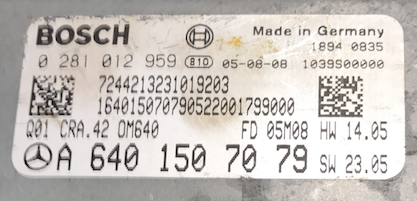 BOSCH Made in Germany
1894 0835
0 281 012 959 810 05-08-08 1039S00000
7244213231019203
164015070790522001799000
Q01 CRA.42 OM640 FD 05M08 HW 14.05
A 640 150 70 79 SW 23.05